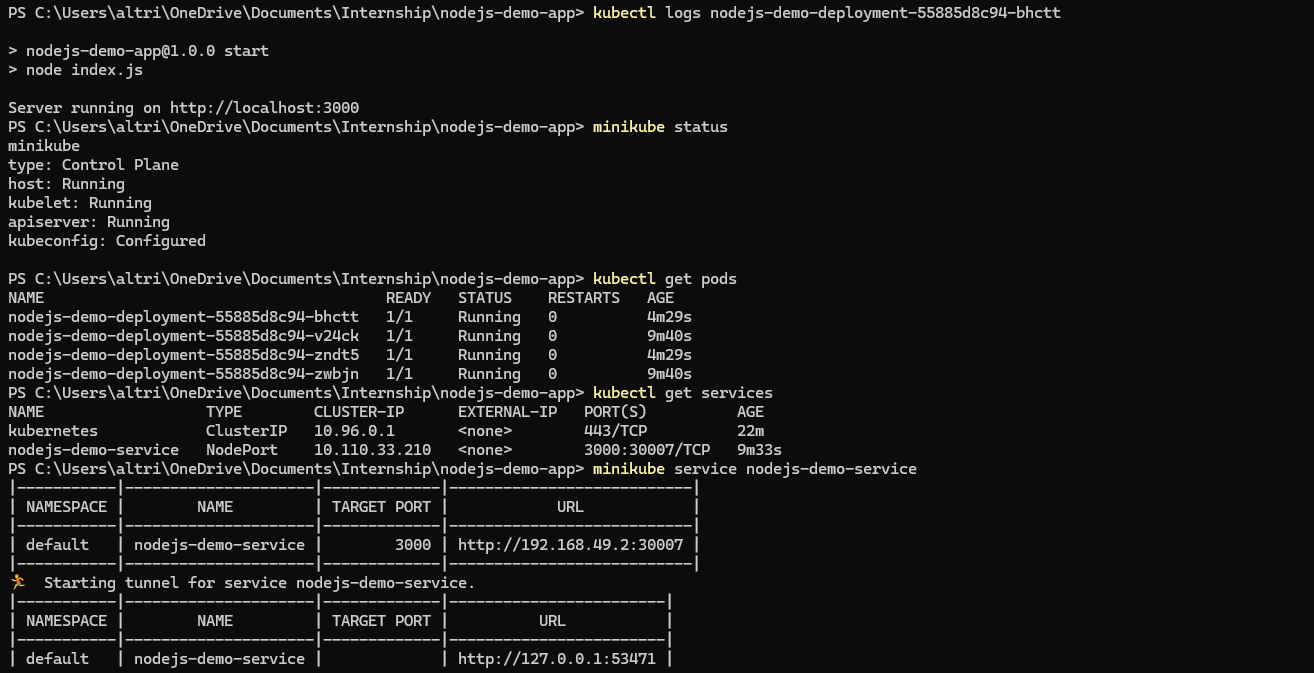 PS C:\Users\altri\OneDrive\Documents\Internship\nodejs-demo-app> kubectl logs nodejs-demo-deployment-55885d8c94-bhctt

> nodejs-demo-app@1.0.0 start
> node index.js

Server running on http://localhost:3000
PS C:\Users\altri\OneDrive\Documents\Internship\nodejs-demo-app> minikube status
minikube
type: Control Plane
host: Running
kubelet: Running
apiserver: Running
kubeconfig: Configured

PS C:\Users\altri\OneDrive\Documents\Internship\nodejs-demo-app> kubectl get pods
NAME                                      READY   STATUS    RESTARTS   AGE
nodejs-demo-deployment-55885d8c94-bhctt   1/1     Running   0          4m29s
nodejs-demo-deployment-55885d8c94-v24ck   1/1     Running   0          9m40s
nodejs-demo-deployment-55885d8c94-zndt5   1/1     Running   0          4m29s
nodejs-demo-deployment-55885d8c94-zwbjn   1/1     Running   0          9m40s
PS C:\Users\altri\OneDrive\Documents\Internship\nodejs-demo-app> kubectl get services
NAME                  TYPE        CLUSTER-IP      EXTERNAL-IP   PORT(S)          AGE
kubernetes            ClusterIP   10.96.0.1       <none>        443/TCP          22m
nodejs-demo-service   NodePort    10.110.33.210   <none>        3000:30007/TCP   9m33s
PS C:\Users\altri\OneDrive\Documents\Internship\nodejs-demo-app> minikube service nodejs-demo-service
|-----------|---------------------|-------------|---------------------------|
| NAMESPACE |        NAME         | TARGET PORT |            URL            |
|-----------|---------------------|-------------|---------------------------|
| default   | nodejs-demo-service |        3000 | http://192.168.49.2:30007 |
|-----------|---------------------|-------------|---------------------------|
🏃  Starting tunnel for service nodejs-demo-service.
|-----------|---------------------|-------------|------------------------|
| NAMESPACE |        NAME         | TARGET PORT |          URL           |
|-----------|---------------------|-------------|------------------------|
| default   | nodejs-demo-service |             | http://127.0.0.1:53471 |